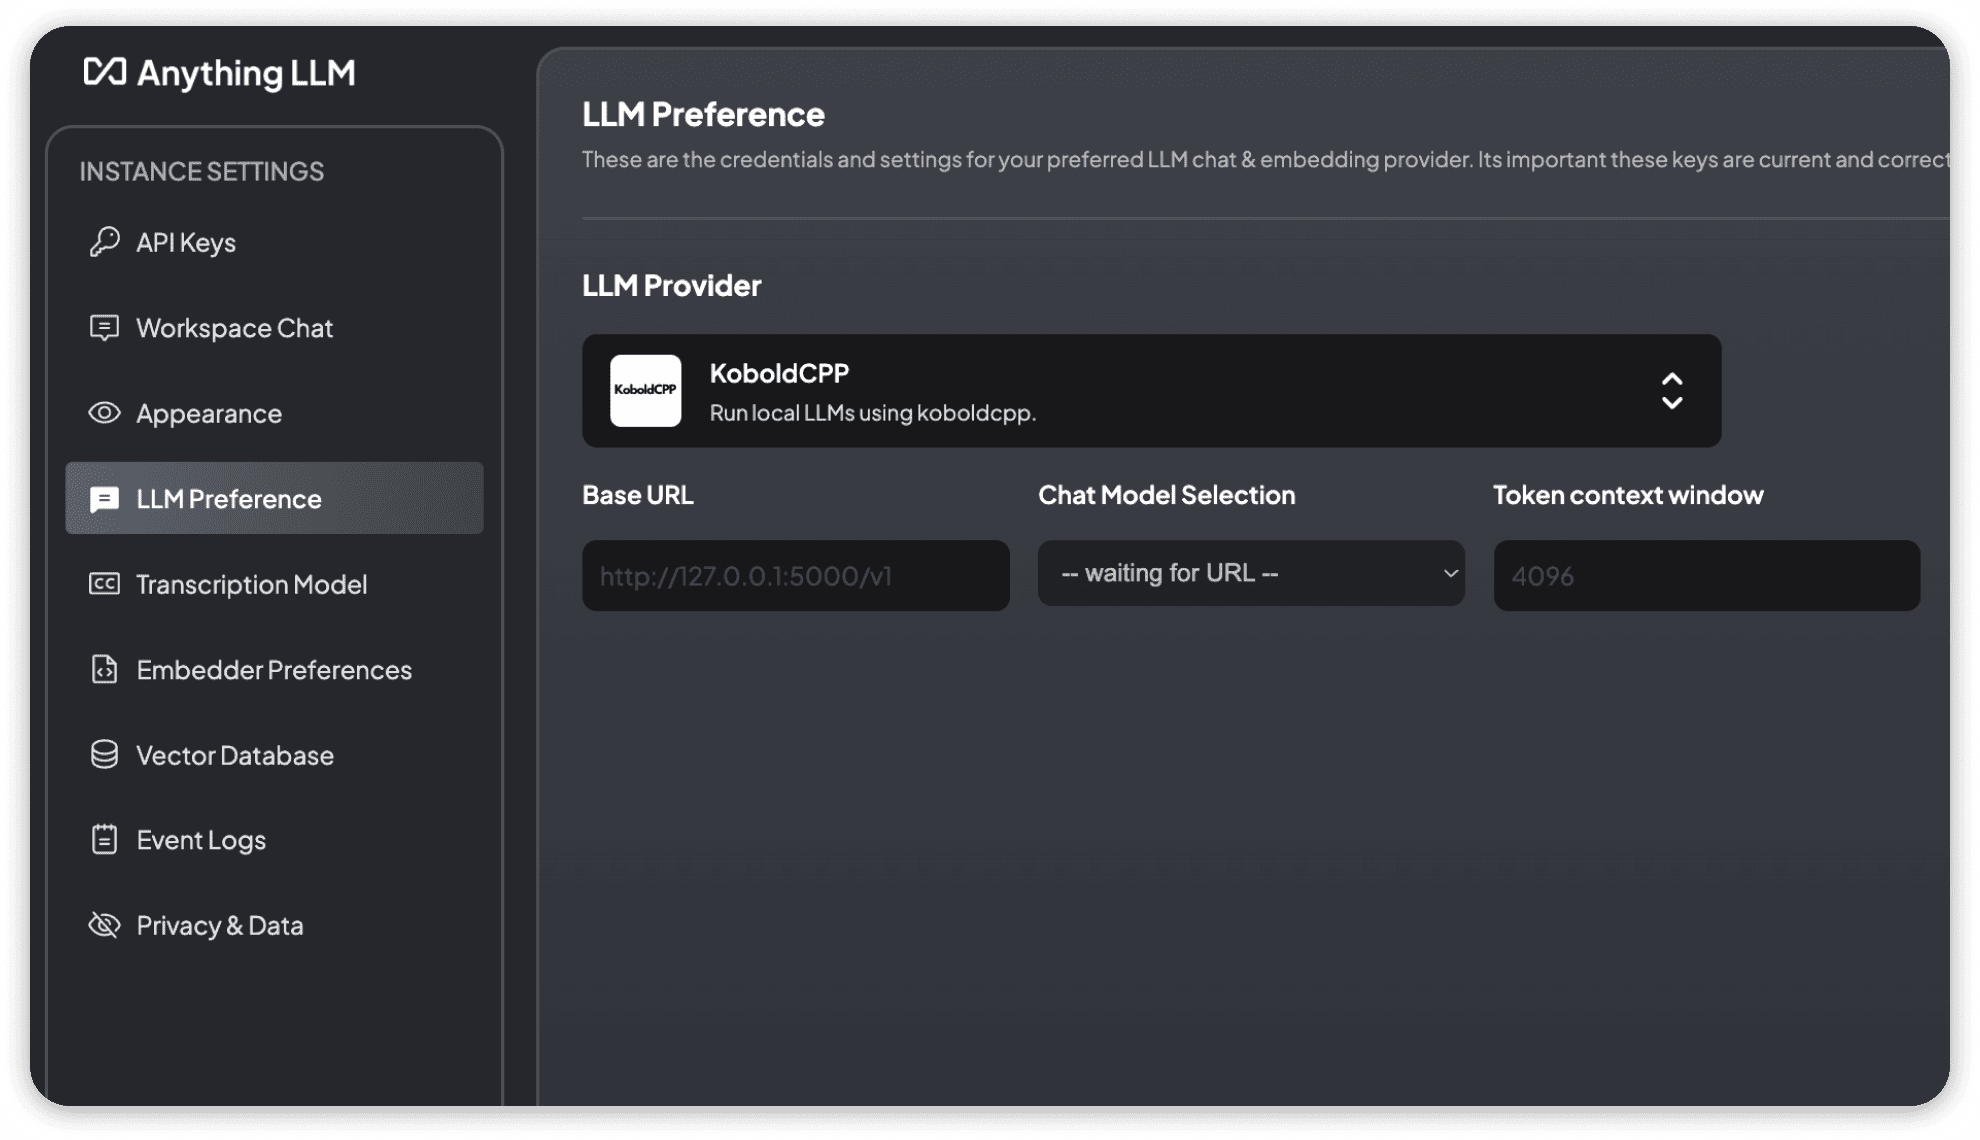 Anything LLM
INSTANCE SETTINGS
API Keys
Workspace Chat
Appearance
LLM Preference
Transcription Model
Embedder Preferences
Vector Database
Event Logs
Privacy & Data
LLM Preference
These are the credentials and settings for your preferred LLM chat & embedding provider. Its important these keys are current and correct
LLM Provider
KoboldCPP
KoboldCPP
Run local LLMs using koboldcpp.
Base URL
http://127.0.0.1:5000/v1
Chat Model Selection
-- waiting for URL --
Token context window
4096